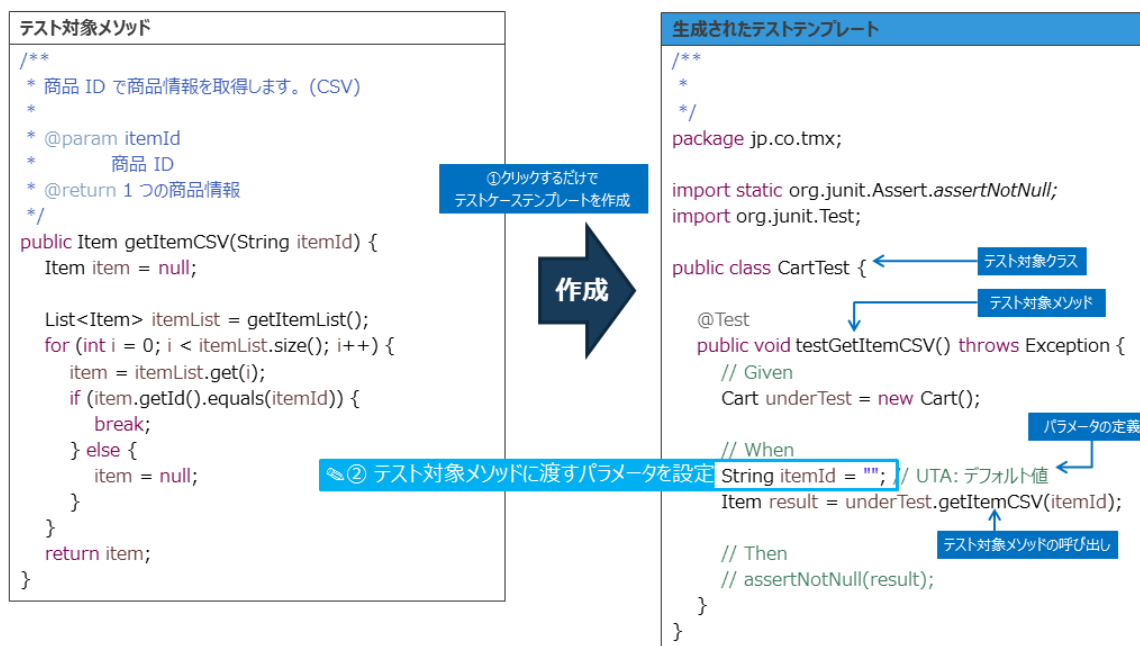 テスト対象メソッド
/**
* 商品 ID で商品情報を取得します。(CSV)
*
* @param itemId
* 商品 ID
* @return 1 つの商品情報
*/
public Item getItemCSV(String itemId) {
Item item = null;
List<Item> itemList = getItemList();
for (int i = 0; i < itemList.size(); i++) {
item = itemList.get(i);
if (item.getId().equals(itemId)) {
break;
} else {
item = null;
}
}
return item;
}
①クリックするだけで
テストケーステンプレートを作成
作成
✎② テスト対象メソッドに渡すパラメータを設定
生成されたテストテンプレート
/**
*
*/
package jp.co.tmx;
import static org.junit.Assert.assertNotNull;
import org.junit.Test;
public class CartTest {
テスト対象クラス
テスト対象メソッド
@Test
public void testGetItemCSV() throws Exception {
// Given
Cart underTest = new Cart();
パラメータの定義
// When
String itemId = ""; // UTA: デフォルト値
Item result = underTest.getItemCSV(itemId);
テスト対象メソッドの呼び出し
// Then
// assertNotNull(result);
}
}